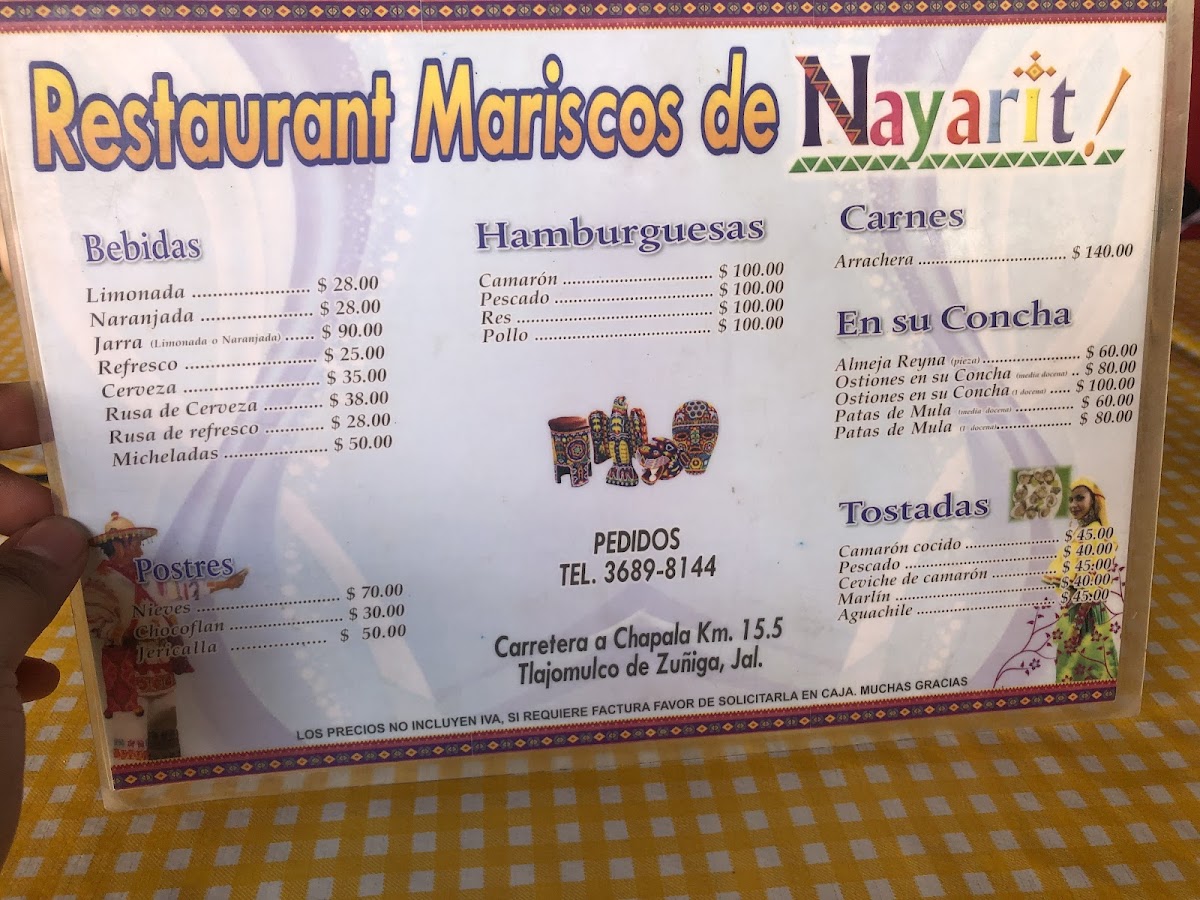 Restaurant Mariscos de Nayarit!
Bebidas
Limonada ........................ $ 28.00
Naranjada ...................... $ 28.00
Jarra (Limonada o Naranjada) ...... $ 90.00
Refresco .......................... $ 25.00
Cerveza .......................... $ 35.00
Rusa de Cerveza ............ $ 38.00
Rusa de refresco ............ $ 28.00
Micheladas .................... $ 50.00
Postres
Nieves ........................... $ 70.00
Chocoflan ...................... $ 30.00
Jericalla ................... $ 50.00
Hamburguesas
Camarón ............................ $ 100.00
Pescado ............................. $ 100.00
Res .................................... $ 100.00
Pollo ................................. $ 100.00
PEDIDOS
TEL. 3689-8144
Carretera a Chapala Km. 15.5
Tlajomulco de Zuñiga, Jal.
Carnes
Arrachera ................................. $ 140.00
En su Concha
Almeja Reyna (pieza) .................. $ 60.00
Ostiones en su Concha (media docena) .. $ 80.00
Ostiones en su Concha (1 docena) ..... $ 100.00
Patas de Mula (media docena) ........... $ 60.00
Patas de Mula (1 docena) .............. $ 80.00
Tostadas
Camarón cocido .................. $ 45.00
Pescado .............................. $ 40.00
Ceviche de camarón ............ $ 45.00
Marlin ................................ $ 40.00
Aguachile ........................... $ 45.00
LOS PRECIOS NO INCLUYEN IVA, SI REQUIERE FACTURA FAVOR DE SOLICITARLA EN CAJA. MUCHAS GRACIAS